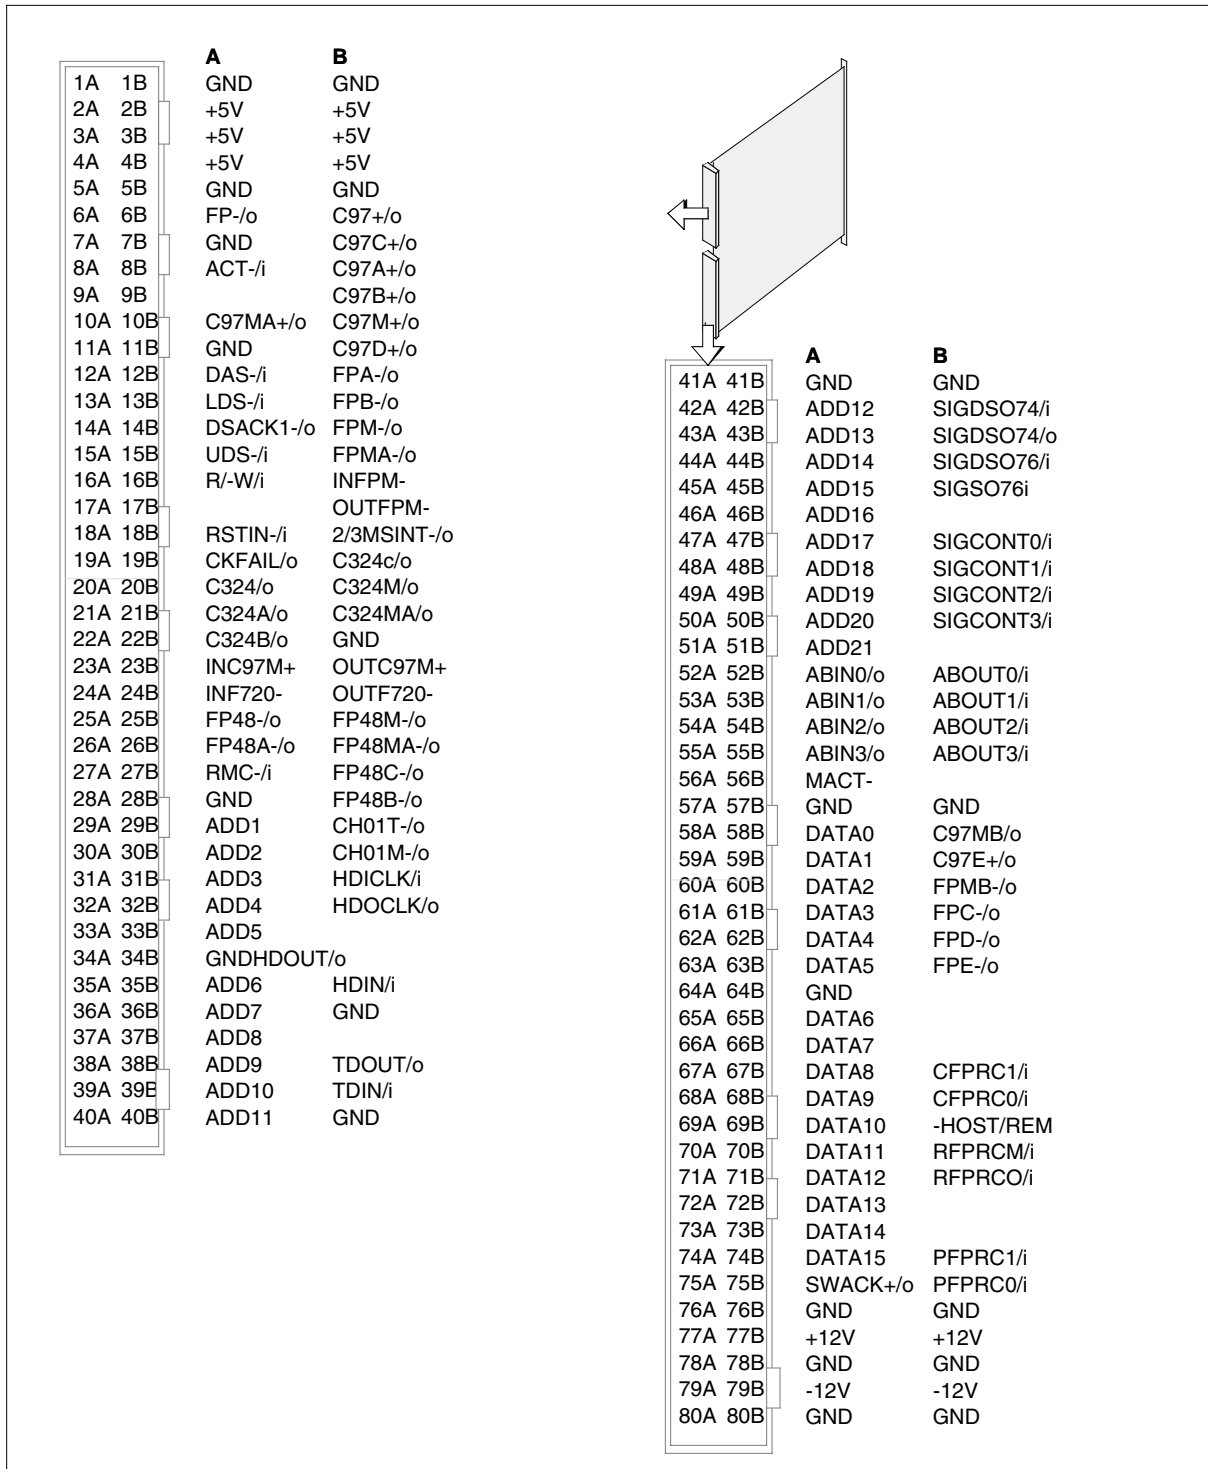 A B
1A 1B GND GND
2A 2B +5V +5V
3A 3B +5V +5V
4A 4B +5V +5V
5A 5B GND GND
6A 6B FP-/o C97+/o
7A 7B GND C97C+/o
8A 8B ACT-/i C97A+/o
9A 9B C97B+/o
10A 10B C97MA+/o C97M+/o
11A 11B GND C97D+/o
12A 12B DAS-/i FPA-/o
13A 13B LDS-/i FPB-/o
14A 14B DSACK1-/o FPM-/o
15A 15B UDS-/i FPMA-/o
16A 16B R/-W/i INFPM-
17A 17B OUTFPM-
18A 18B RSTIN-/i 2/3MSINT-/o
19A 19B CKFAIL/o C324c/o
20A 20B C324/o C324M/o
21A 21B C324A/o C324MA/o
22A 22B C324B/o GND
23A 23B INC97M+ OUTC97M+
24A 24B INF720- OUTF720-
25A 25B FP48-/o FP48M-/o
26A 26B FP48A-/o FP48MA-/o
27A 27B RMC-/i FP48C-/o
28A 28B GND FP48B-/o
29A 29B ADD1 CH01T-/o
30A 30B ADD2 CH01M-/o
31A 31B ADD3 HDICLK/i
32A 32B ADD4 HDOCLK/o
33A 33B ADD5
34A 34B GNDHDOUT/o
35A 35B ADD6 HDIN/i
36A 36B ADD7 GND
37A 37B ADD8
38A 38B ADD9 TDOUT/o
39A 39B ADD10 TDIN/i
40A 40B ADD11 GND
A B
41A 41B GND GND
42A 42B ADD12 SIGDSO74/i
43A 43B ADD13 SIGDSO74/o
44A 44B ADD14 SIGDSO76/i
45A 45B ADD15 SIGSO76i
46A 46B ADD16
47A 47B ADD17 SIGCONT0/i
48A 48B ADD18 SIGCONT1/i
49A 49B ADD19 SIGCONT2/i
50A 50B ADD20 SIGCONT3/i
51A 51B ADD21
52A 52B ABIN0/o ABOUT0/i
53A 53B ABIN1/o ABOUT1/i
54A 54B ABIN2/o ABOUT2/i
55A 55B ABIN3/o ABOUT3/i
56A 56B MACT-
57A 57B GND GND
58A 58B DATA0 C97MB/o
59A 59B DATA1 C97E+/o
60A 60B DATA2 FPMB-/o
61A 61B DATA3 FPC-/o
62A 62B DATA4 FPD-/o
63A 63B DATA5 FPE-/o
64A 64B GND
65A 65B DATA6
66A 66B DATA7
67A 67B DATA8 CFPRC1/i
68A 68B DATA9 CFPRC0/i
69A 69B DATA10 -HOST/REM
70A 70B DATA11 RFPRCM/i
71A 71B DATA12 RFPRCO/i
72A 72B DATA13
73A 73B DATA14
74A 74B DATA15 PFPRC1/i
75A 75B SWACK+/o PFPRC0/i
76A 76B GND GND
77A 77B +12V +12V
78A 78B GND GND
79A 79B -12V -12V
80A 80B GND GND